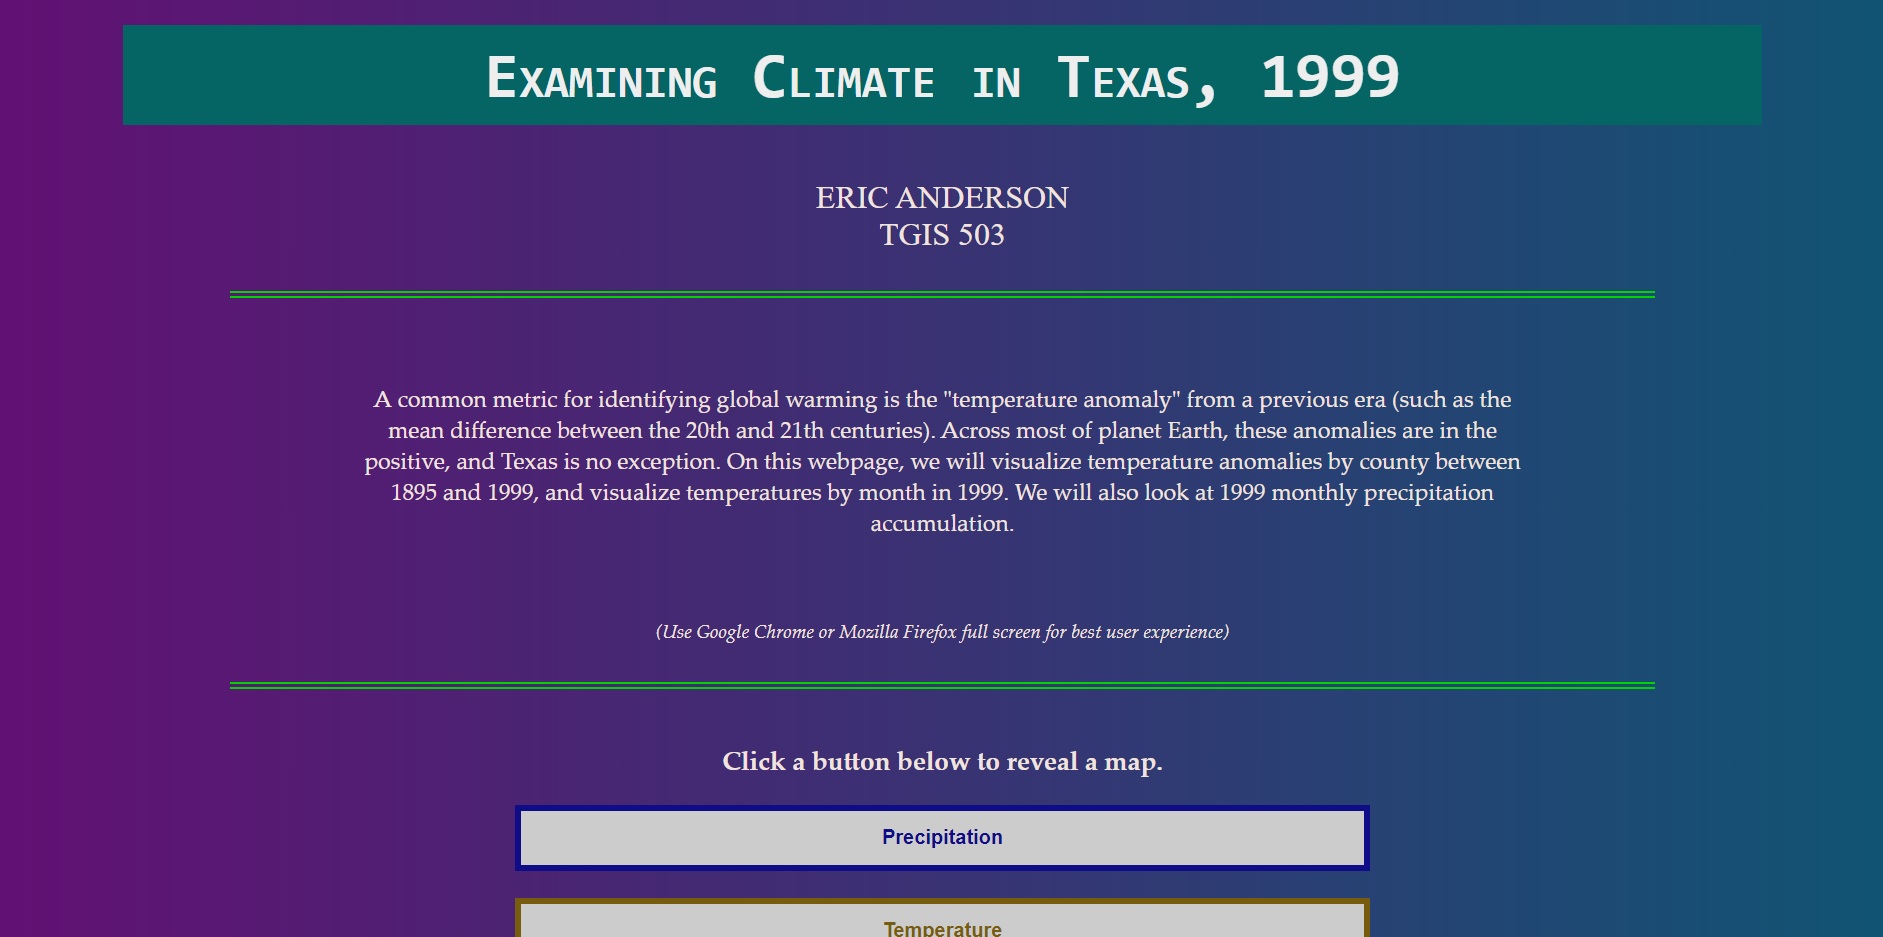 Examining Climate in Texas, 1999
ERIC ANDERSON
TGIS 503
A common metric for identifying global warming is the "temperature anomaly" from a previous era (such as the
mean difference between the 20th and 21th centuries). Across most of planet Earth, these anomalies are in the
positive, and Texas is no exception. On this webpage, we will visualize temperature anomalies by county between
1895 and 1999, and visualize temperatures by month in 1999. We will also look at 1999 monthly precipitation
accumulation.
(Use Google Chrome or Mozilla Firefox full screen for best user experience)
Click a button below to reveal a map.
Precipitation
Temperature